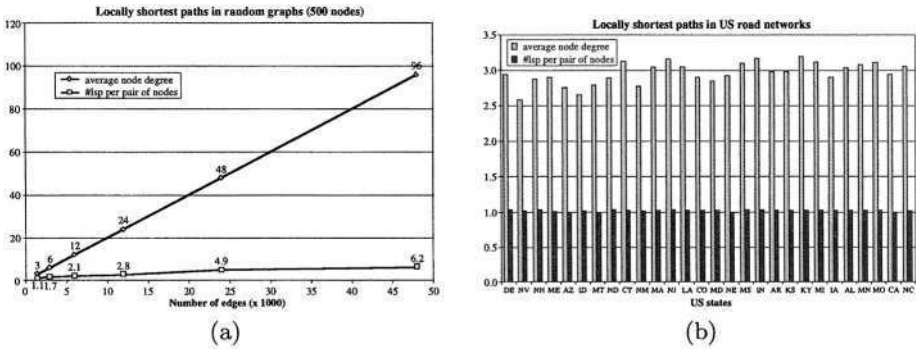 Locally shortest paths in random graphs (500 nodes)
120
100
80
60
40
20
0
average node degree
#lsp per pair of nodes
3
6
12
24
48
96
1.1
1.7
2.1
2.8
4.9
6.2
0 5 10 15 20 25 30 35 40 45 50
Number of edges (x 1000)
(a)
Locally shortest paths in US road networks
3.5
3.0
2.5
2.0
1.5
1.0
0.5
0.0
average node degree
#lsp per pair of nodes
DE NV NH ME AZ ID MT ND CT NM MA NJ LA CO MD NE MS IN AR KS KY MI IA AL MN MO CA NC
US states
(b)